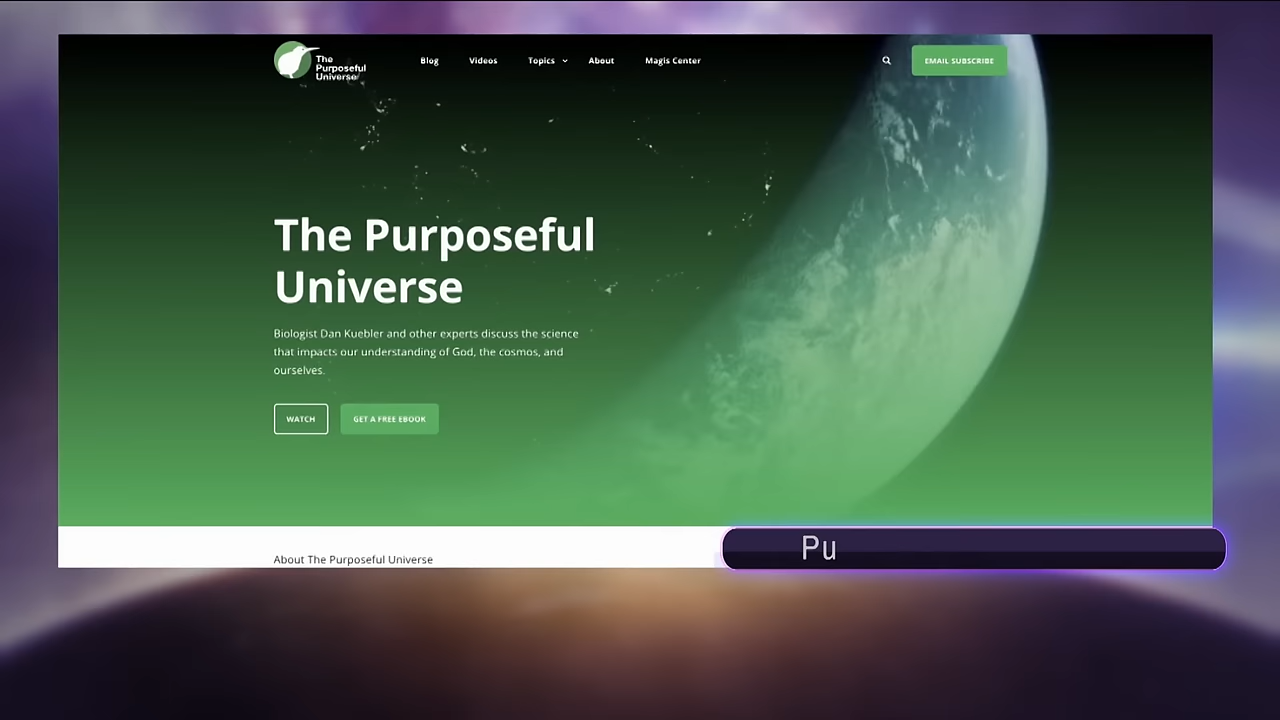 The
Purposeful
Universe
Blog Videos Topics About Magis Center EMAIL SUBSCRIBE
The Purposeful
Universe
Biologist Dan Kuebler and other experts discuss the science
that impacts our understanding of God, the cosmos, and
ourselves.
WATCH GET A FREE EBOOK
About The Purposeful Universe
Pu